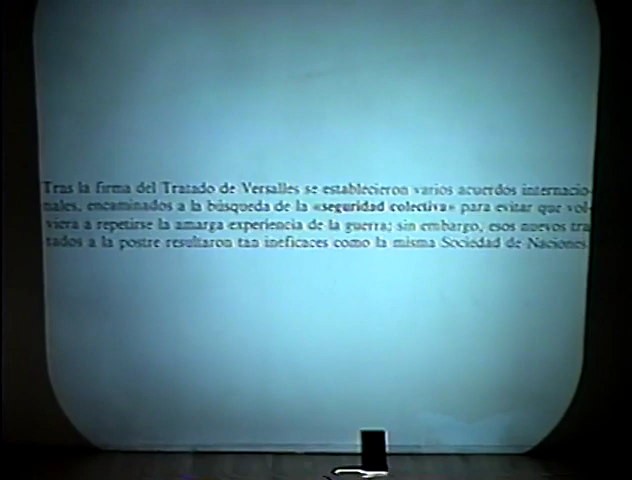 Tras la firma del Tratado de Versalles se establecieron varios acuerdos internacio-
nales, encaminados a la búsqueda de la «seguridad colectiva» para evitar que vol-
viera a repetirse la amarga experiencia de la guerra; sin embargo, esos nuevos tra
tados a la postre resultaron tan ineficaces como la misma Sociedad de Naciones